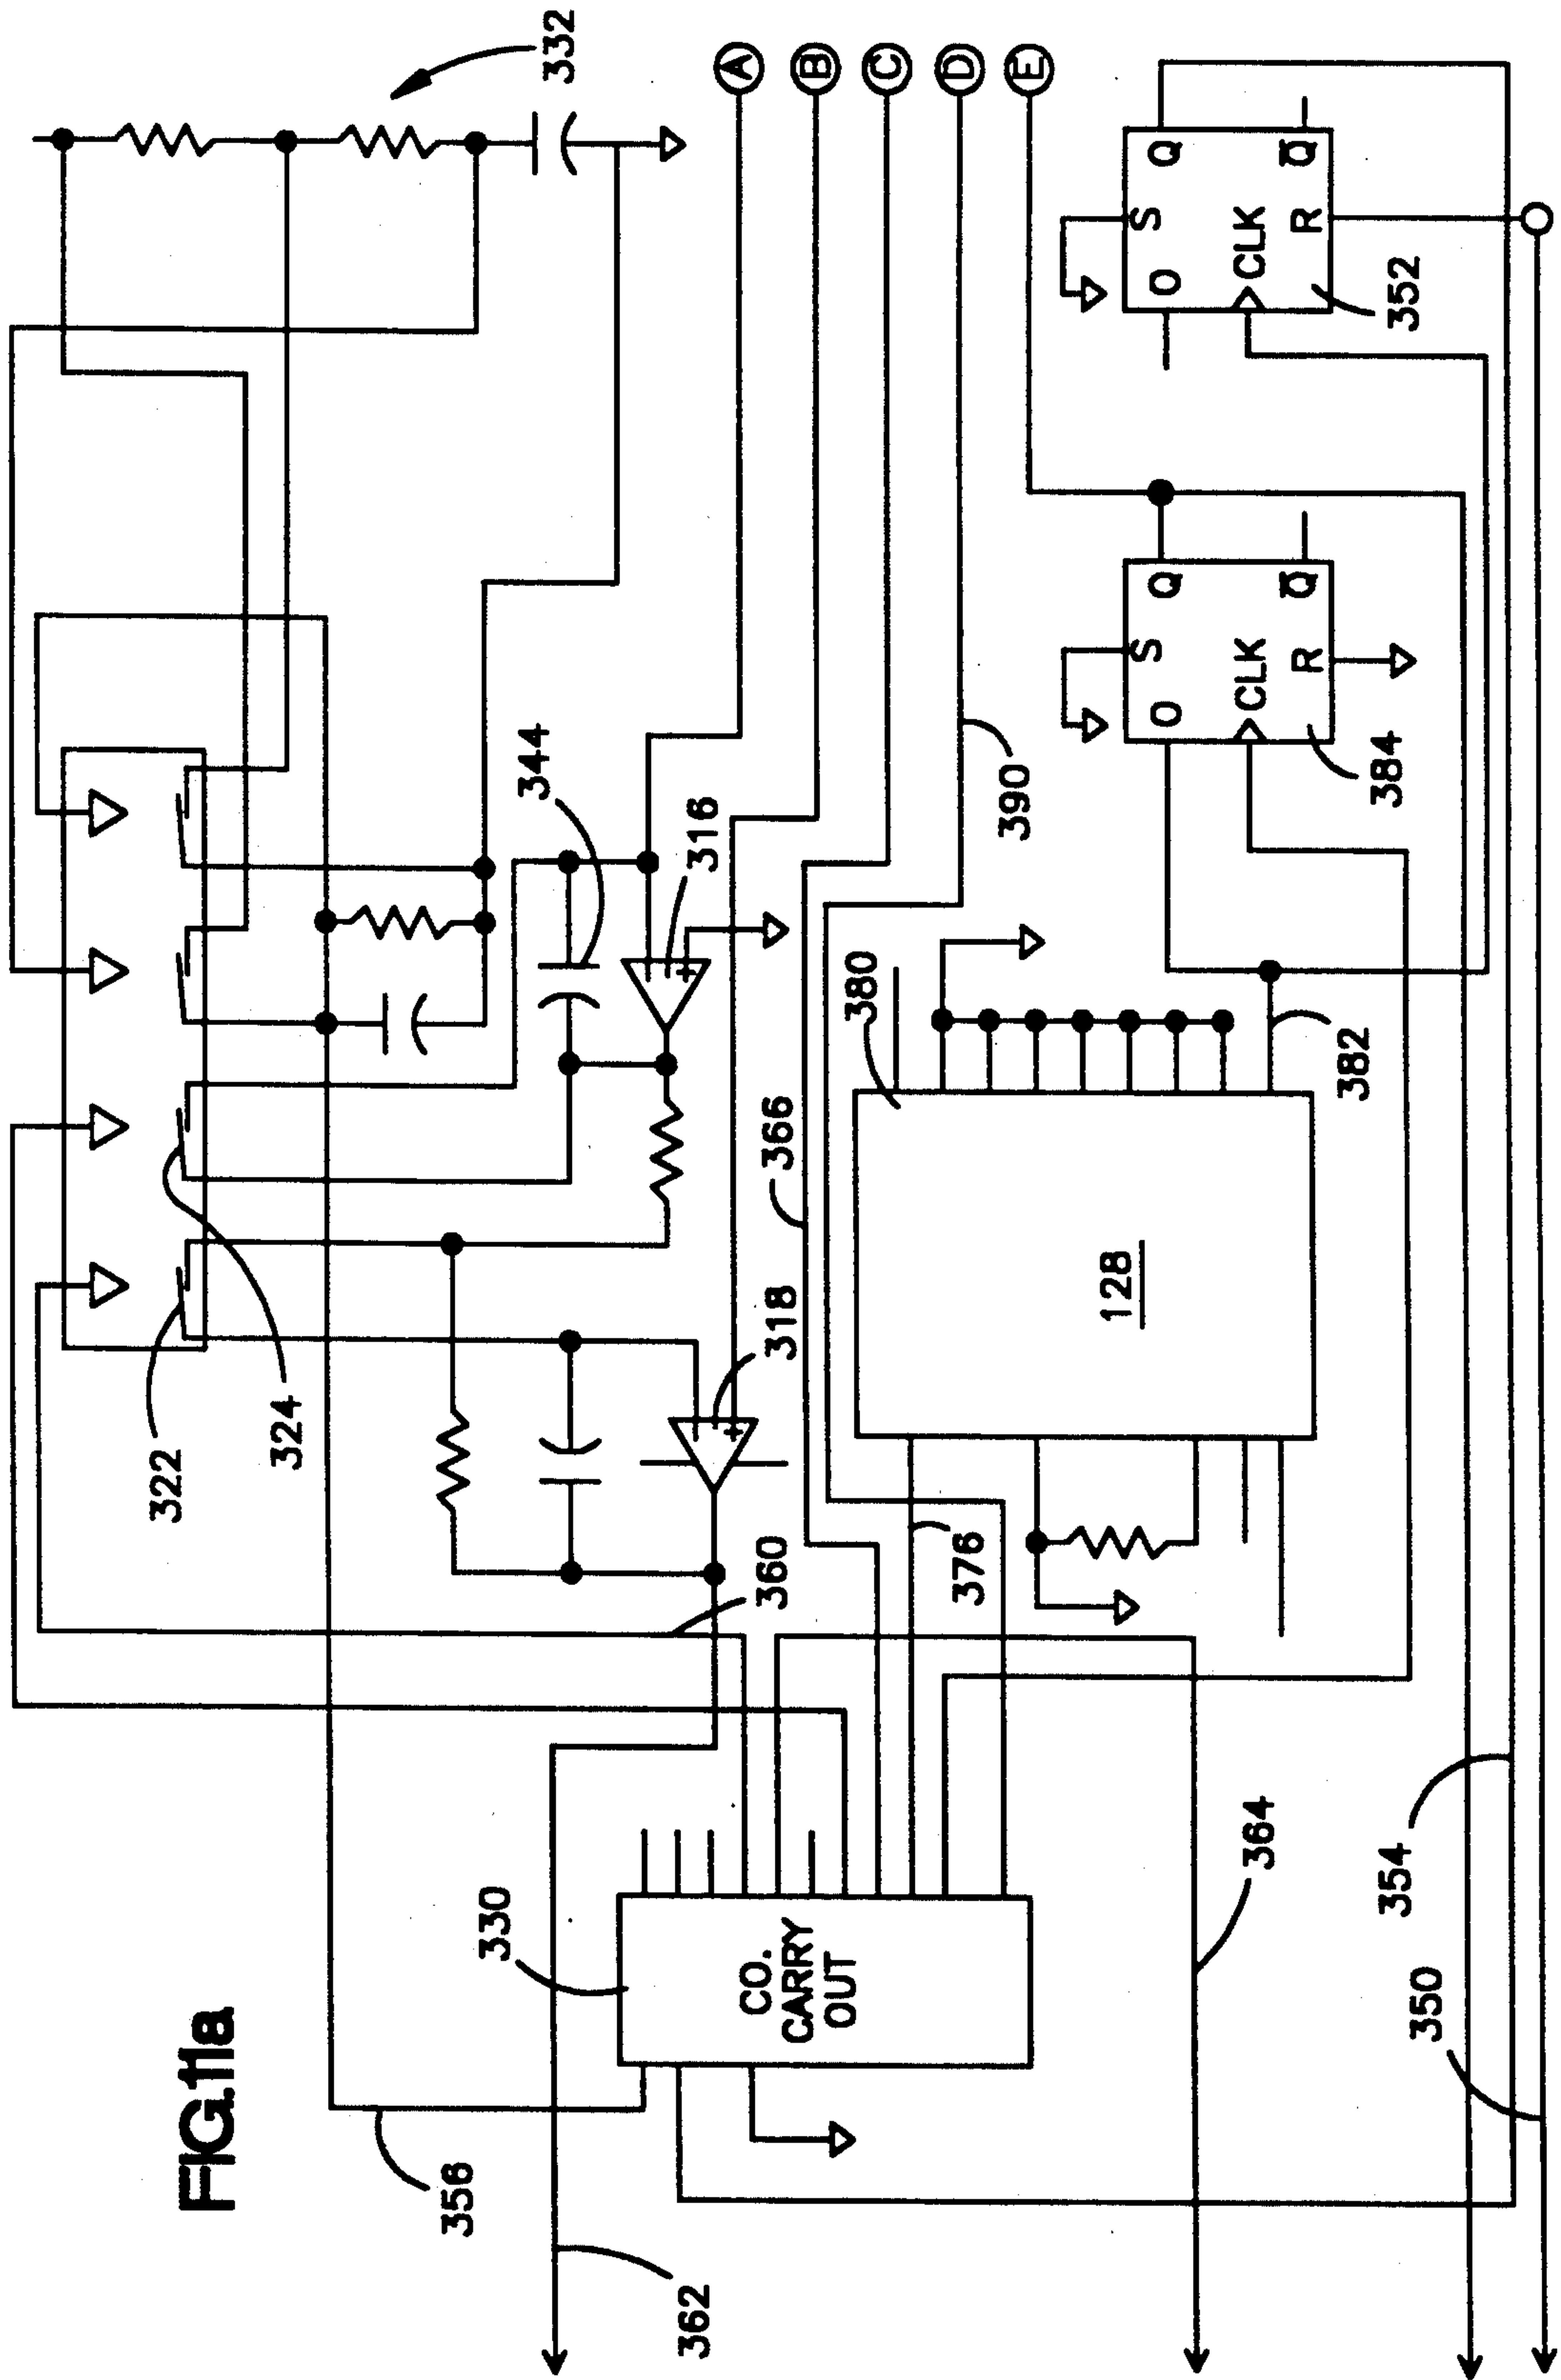 FIG.11a
332
A
B
C
D
E
344
316
390
322
324
318
366
380
128
382
O
S
Q
CLK
R
Q̅
384
O
S
Q
CLK
R
Q̅
352
360
376
330
CO.
CARRY
OUT
356
362
364
354
350